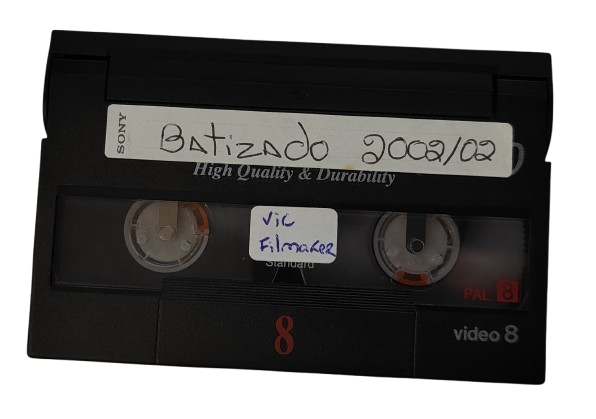 SONY
Batizado 2002/02
High Quality & Durability
Vic
Filmaker
Standard
PAL 8
8
video 8